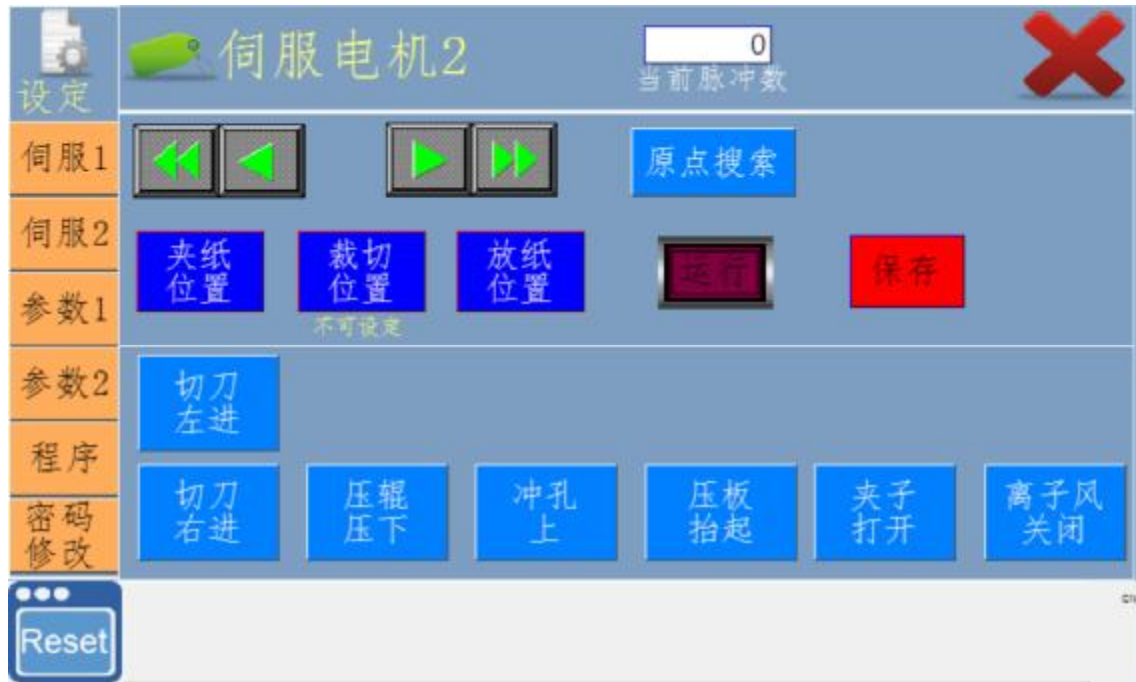 设定
伺服电机2
0
当前脉冲数
伺服1
原点搜索
伺服2
夹纸
位置
裁切
位置
放纸
位置
运行
保存
不可设定
参数1
参数2
切刀
左进
程序
密码
修改
切刀
右进
压辊
压下
冲孔
上
压板
抬起
夹子
打开
离子风
关闭
Reset